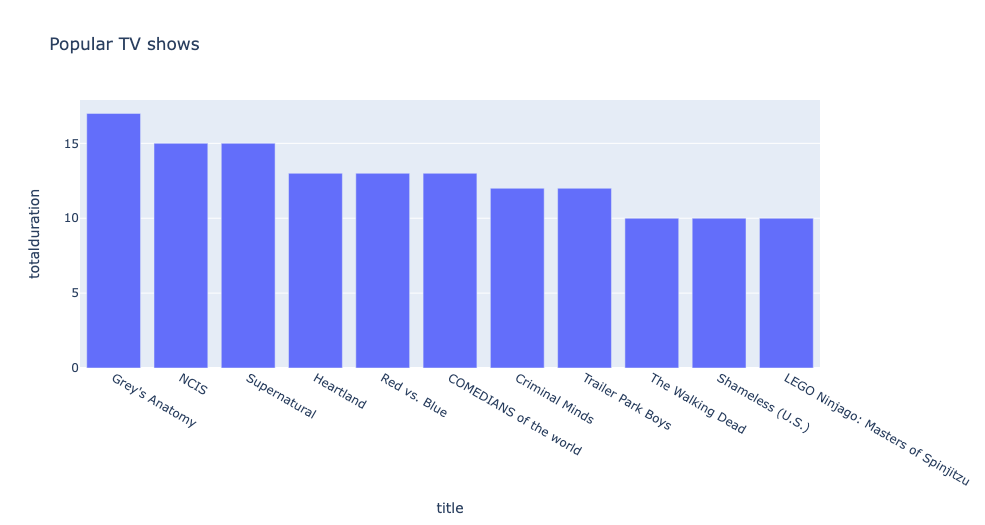 Popular TV shows
totalduration
15
10
5
0
Grey's Anatomy
NCIS
Supernatural
Heartland
Red vs. Blue
COMEDIANS of the world
Criminal Minds
Trailer Park Boys
The Walking Dead
Shameless (U.S.)
LEGO Ninjago: Masters of Spinjitzu
title